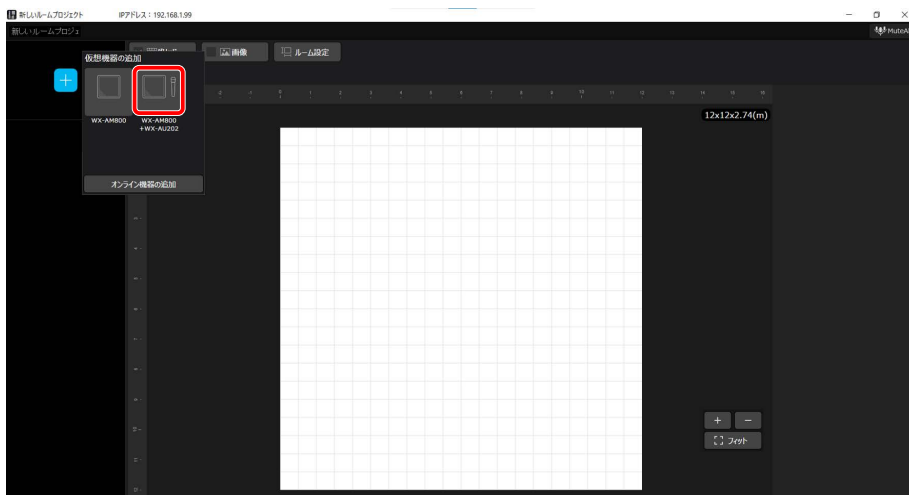 新しいルームプロジェクト IPアドレス：192.168.1.99
新しいルームプロジェ
MuteAl
画像
ルーム設定
仮想機器の追加
WX-AM800
WX-AM800
+WX-AU202
オンライン機器の追加
12x12x2.74(m)
フィット